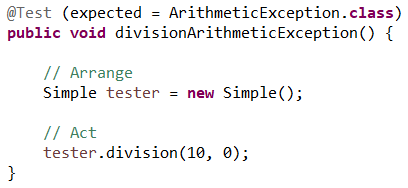 @Test (expected = ArithmeticException.class)
public void divisionArithmeticException() {
// Arrange
Simple tester = new Simple();
// Act
tester.division(10, 0);
}